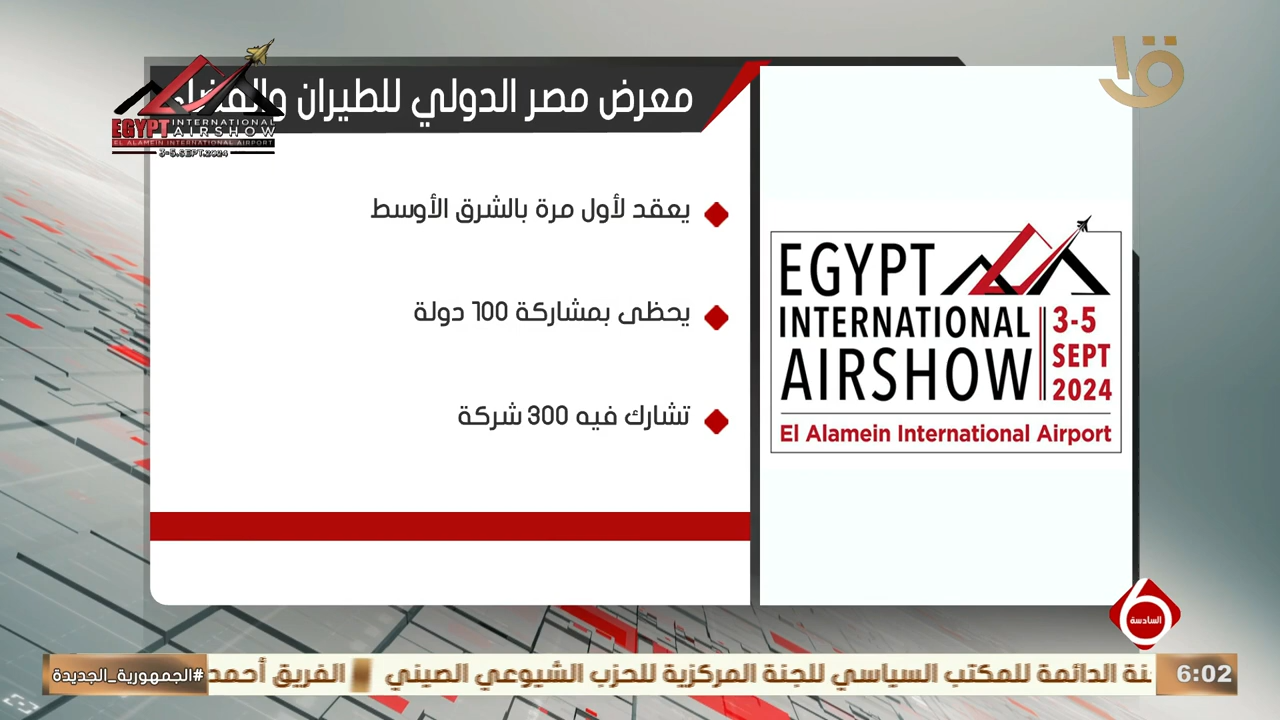 معرض مصر الدولي للطيران والفضاء
EGYPT INTERNATIONAL
AIRSHOW
EL ALAMEIN INTERNATIONAL AIRPORT
3-5.SEPT.2024
يعقد لأول مرة بالشرق الأوسط
يحظى بمشاركة 100 دولة
تشارك فيه 300 شركة
EGYPT
INTERNATIONAL
AIRSHOW
3-5
SEPT
2024
El Alamein International Airport
السادسة
6:02
الدائمة للمكتب السياسي للجنة المركزية للحزب الشيوعي الصيني
الفريق أحمد
#الجمهورية_الجديدة